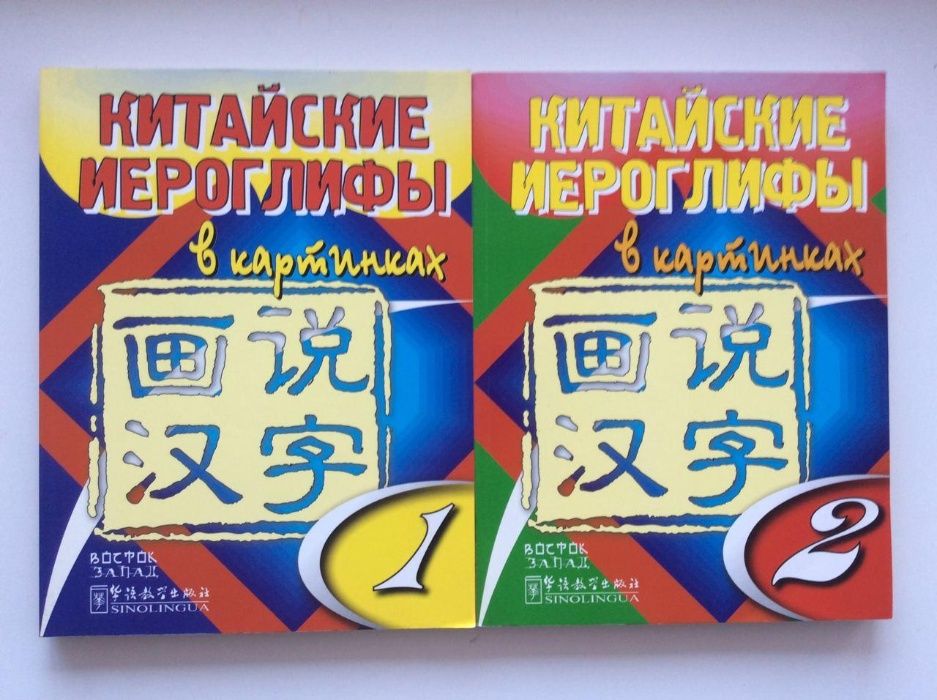 КИТАЙСКИЕ
ИЕРОГЛИФЫ
в картинках
画说
汉字
1
ВОСТОК
ЗАПАД
华语教学出版社
SINOLINGUA
КИТАЙСКИЕ
ИЕРОГЛИФЫ
в картинках
画说
汉字
2
ВОСТОК
ЗАПАД
华语教学出版社
SINOLINGUA